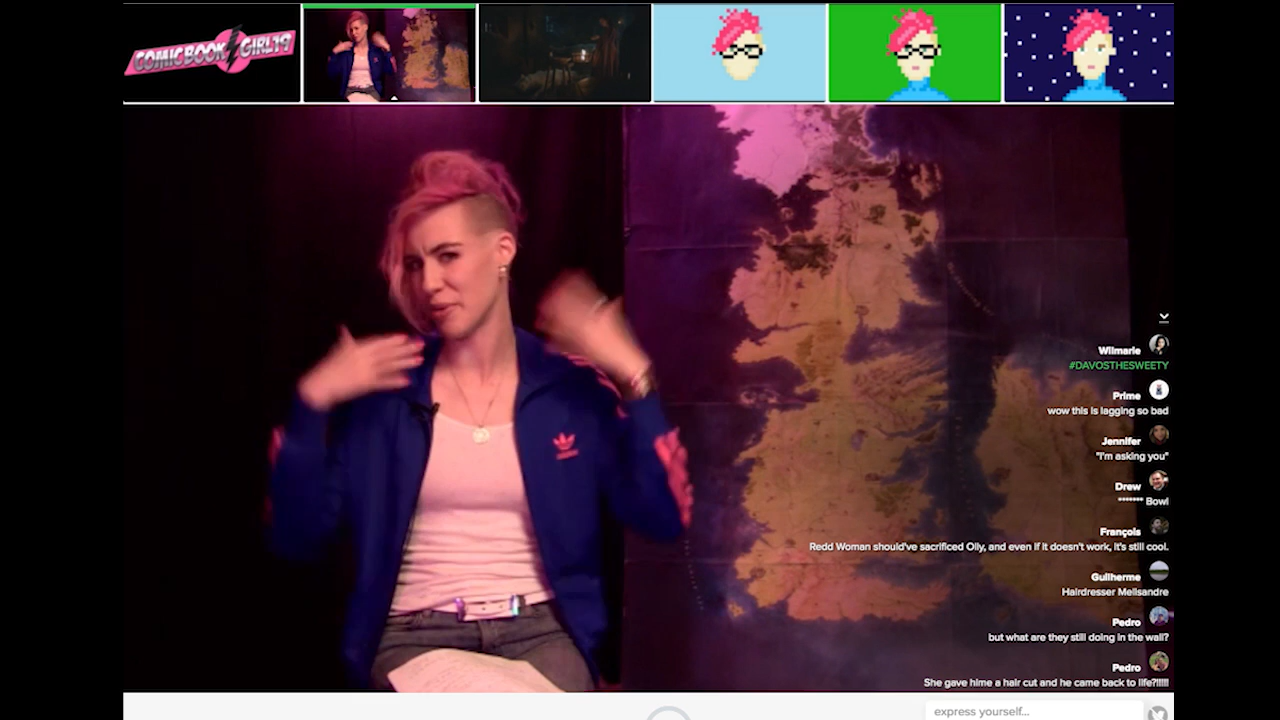 COMICBOOK GIRL19
adidas
Wilmarie
#DAVOSTHESWEETY
Prime
wow this is lagging so bad
Jennifer
"I'm asking you"
Drew
******* Bowl
François
Redd Woman should've sacrificed Olly, and even if it doesn't work, it's still cool.
Guilherme
Hairdresser Melisandre
Pedro
but what are they still doing in the wall?
Pedro
She gave hime a hair cut and he came back to life?!!!!!
express yourself...